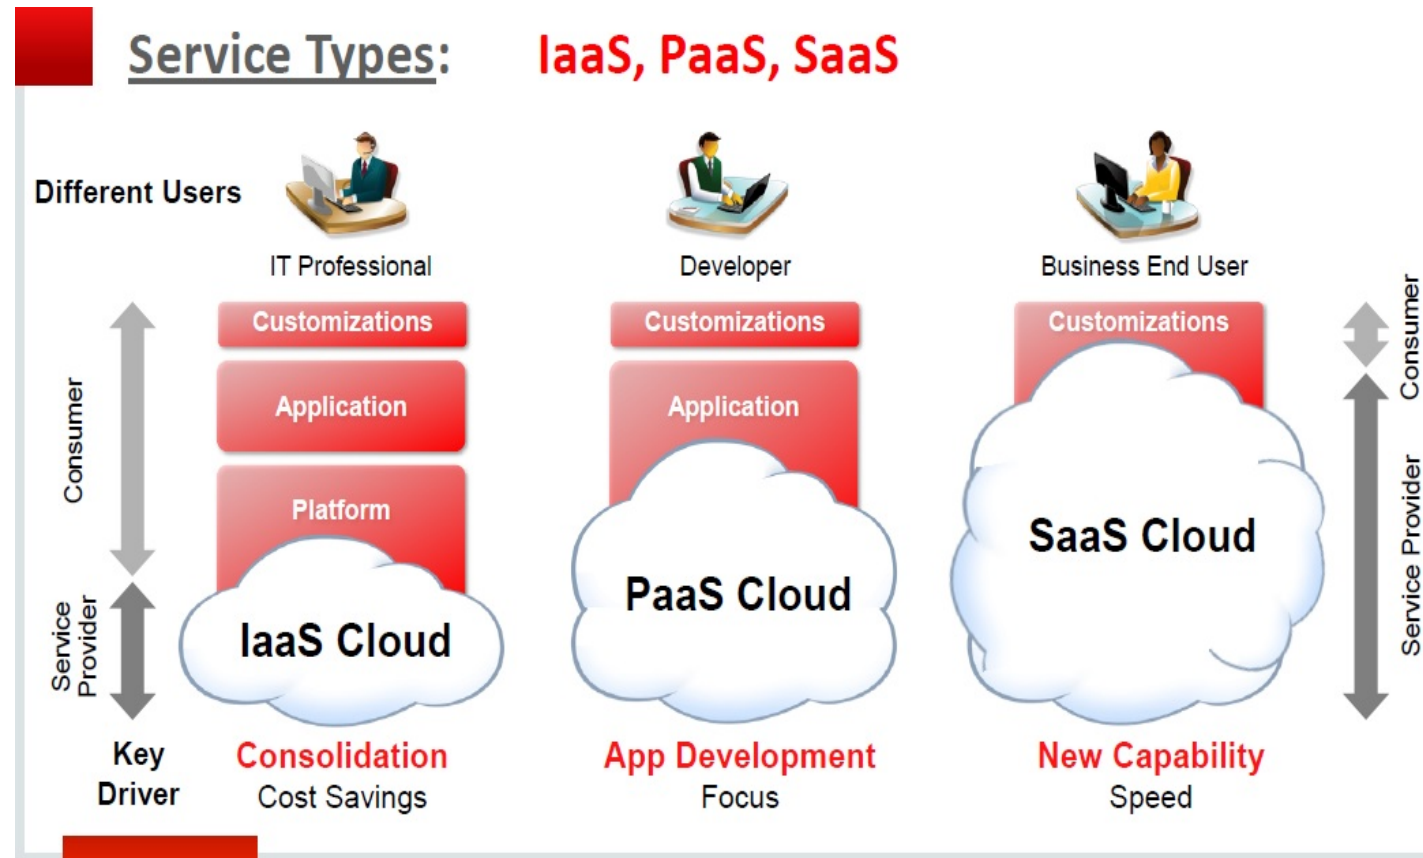 Service Types: IaaS, PaaS, SaaS
Different Users
IT Professional
Developer
Business End User
Customizations
Application
Platform
IaaS Cloud
Customizations
Application
PaaS Cloud
Customizations
SaaS Cloud
Consumer
Service
Provider
Consumer
Service Provider
Key
Driver
Consolidation
Cost Savings
App Development
Focus
New Capability
Speed